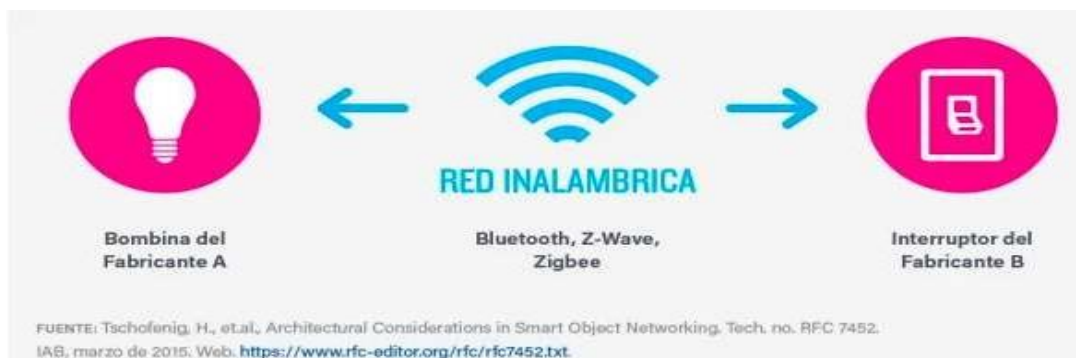 RED INALAMBRICA
Bombina del
Fabricante A
Bluetooth, Z-Wave,
Zigbee
Interruptor del
Fabricante B
FUENTE: Tschofenig, H., et.al., Architectural Considerations in Smart Object Networking. Tech. no. RFC 7452.
IAB, marzo de 2015. Web. https://www.rfc-editor.org/rfc/rfc7452.txt.